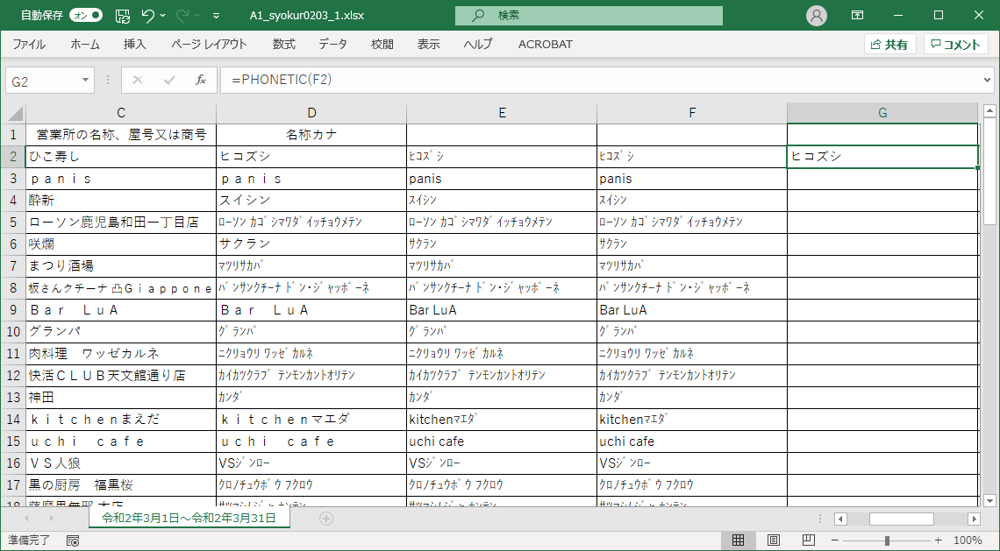 自動保存 オン A1_syokur0203_1.xlsx 検索
ファイル ホーム 挿入 ページ レイアウト 数式 データ 校閲 表示 ヘルプ ACROBAT 共有 コメント
G2 fx =PHONETIC(F2)
C D E F G
1 営業所の名称、屋号又は商号 名称カナ
2 ひこ寿し ヒコズシ ﾋｺｽﾞｼ ﾋｺｽﾞｼ ヒコズシ
3 ｐａｎｉｓ ｐａｎｉｓ panis panis
4 酔新 スイシン ｽｲｼﾝ ｽｲｼﾝ
5 ローソン鹿児島和田一丁目店 ﾛｰｿﾝ ｶｺﾞｼﾏﾜﾀﾞｲｯﾁｮｳﾒﾃﾝ ﾛｰｿﾝ ｶｺﾞｼﾏﾜﾀﾞｲｯﾁｮｳﾒﾃﾝ ﾛｰｿﾝ ｶｺﾞｼﾏﾜﾀﾞｲｯﾁｮｳﾒﾃﾝ
6 咲爛 サクラン ｻｸﾗﾝ ｻｸﾗﾝ
7 まつり酒場 ﾏﾂﾘｻｶﾊﾞ ﾏﾂﾘｻｶﾊﾞ ﾏﾂﾘｻｶﾊﾞ
8 板さんクチーナ 凸Ｇｉａｐｐｏｎｅ ﾊﾞﾝｻﾝｸﾁｰﾅ ﾄﾞﾝ･ｼﾞｬｯﾎﾟｰﾈ ﾊﾞﾝｻﾝｸﾁｰﾅ ﾄﾞﾝ･ｼﾞｬｯﾎﾟｰﾈ ﾊﾞﾝｻﾝｸﾁｰﾅ ﾄﾞﾝ･ｼﾞｬｯﾎﾟｰﾈ
9 Ｂａｒ　ＬｕＡ Ｂａｒ　ＬｕＡ Bar LuA Bar LuA
10 グランパ ｸﾞﾗﾝﾊﾟ ｸﾞﾗﾝﾊﾟ ｸﾞﾗﾝﾊﾟ
11 肉料理　ワッゼカルネ ﾆｸﾘｮｳﾘ ﾜｯｾﾞｶﾙﾈ ﾆｸﾘｮｳﾘ ﾜｯｾﾞｶﾙﾈ ﾆｸﾘｮｳﾘ ﾜｯｾﾞｶﾙﾈ
12 快活ＣＬＵＢ天文館通り店 ｶｲｶﾂｸﾗﾌﾞ ﾃﾝﾓﾝｶﾝﾄｵﾘﾃﾝ ｶｲｶﾂｸﾗﾌﾞ ﾃﾝﾓﾝｶﾝﾄｵﾘﾃﾝ ｶｲｶﾂｸﾗﾌﾞ ﾃﾝﾓﾝｶﾝﾄｵﾘﾃﾝ
13 神田 ｶﾝﾀﾞ ｶﾝﾀﾞ ｶﾝﾀﾞ
14 ｋｉｔｃｈｅｎまえだ ｋｉｔｃｈｅｎマエダ kitchenﾏｴﾀﾞ kitchenﾏｴﾀﾞ
15 ｕｃｈｉ　ｃａｆｅ ｕｃｈｉ　ｃａｆｅ uchi cafe uchi cafe
16 ＶＳ人狼 VSｼﾞﾝﾛｰ VSｼﾞﾝﾛｰ VSｼﾞﾝﾛｰ
17 黒の厨房　福黒桜 ｸﾛﾉﾁｭｳﾎﾞｳ ﾌｸﾛｳ ｸﾛﾉﾁｭｳﾎﾞｳ ﾌｸﾛｳ ｸﾛﾉﾁｭｳﾎﾞｳ ﾌｸﾛｳ
18
令和2年3月1日～令和2年3月31日
準備完了 100%